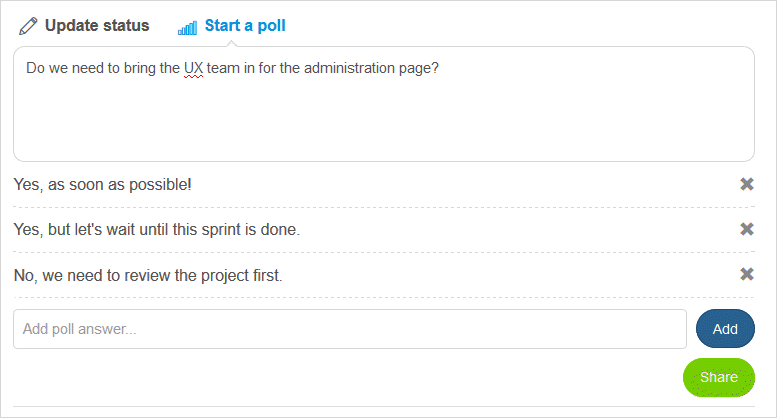 Update status Start a poll
Do we need to bring the UX team in for the administration page?
Yes, as soon as possible!
Yes, but let's wait until this sprint is done.
No, we need to review the project first.
Add poll answer... Add
Share